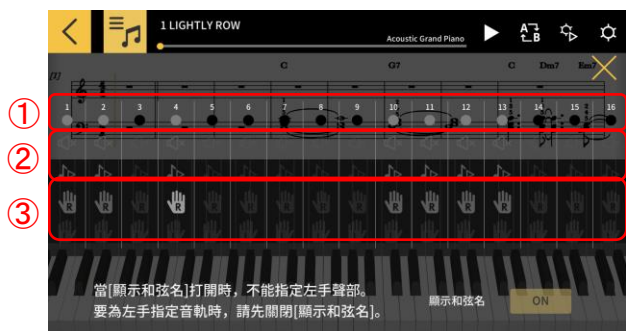 1 LIGHTLY ROW
Acoustic Grand Piano
A B
[1] C G7 C Dm7 Em7
① 1 2 3 4 5 6 7 8 9 10 11 12 13 14 15 16
②
③ R R R R R R R
當[顯示和弦名]打開時，不能指定左手聲部。
要為左手指定音軌時，請先關閉[顯示和弦名]。
顯示和弦名 ON